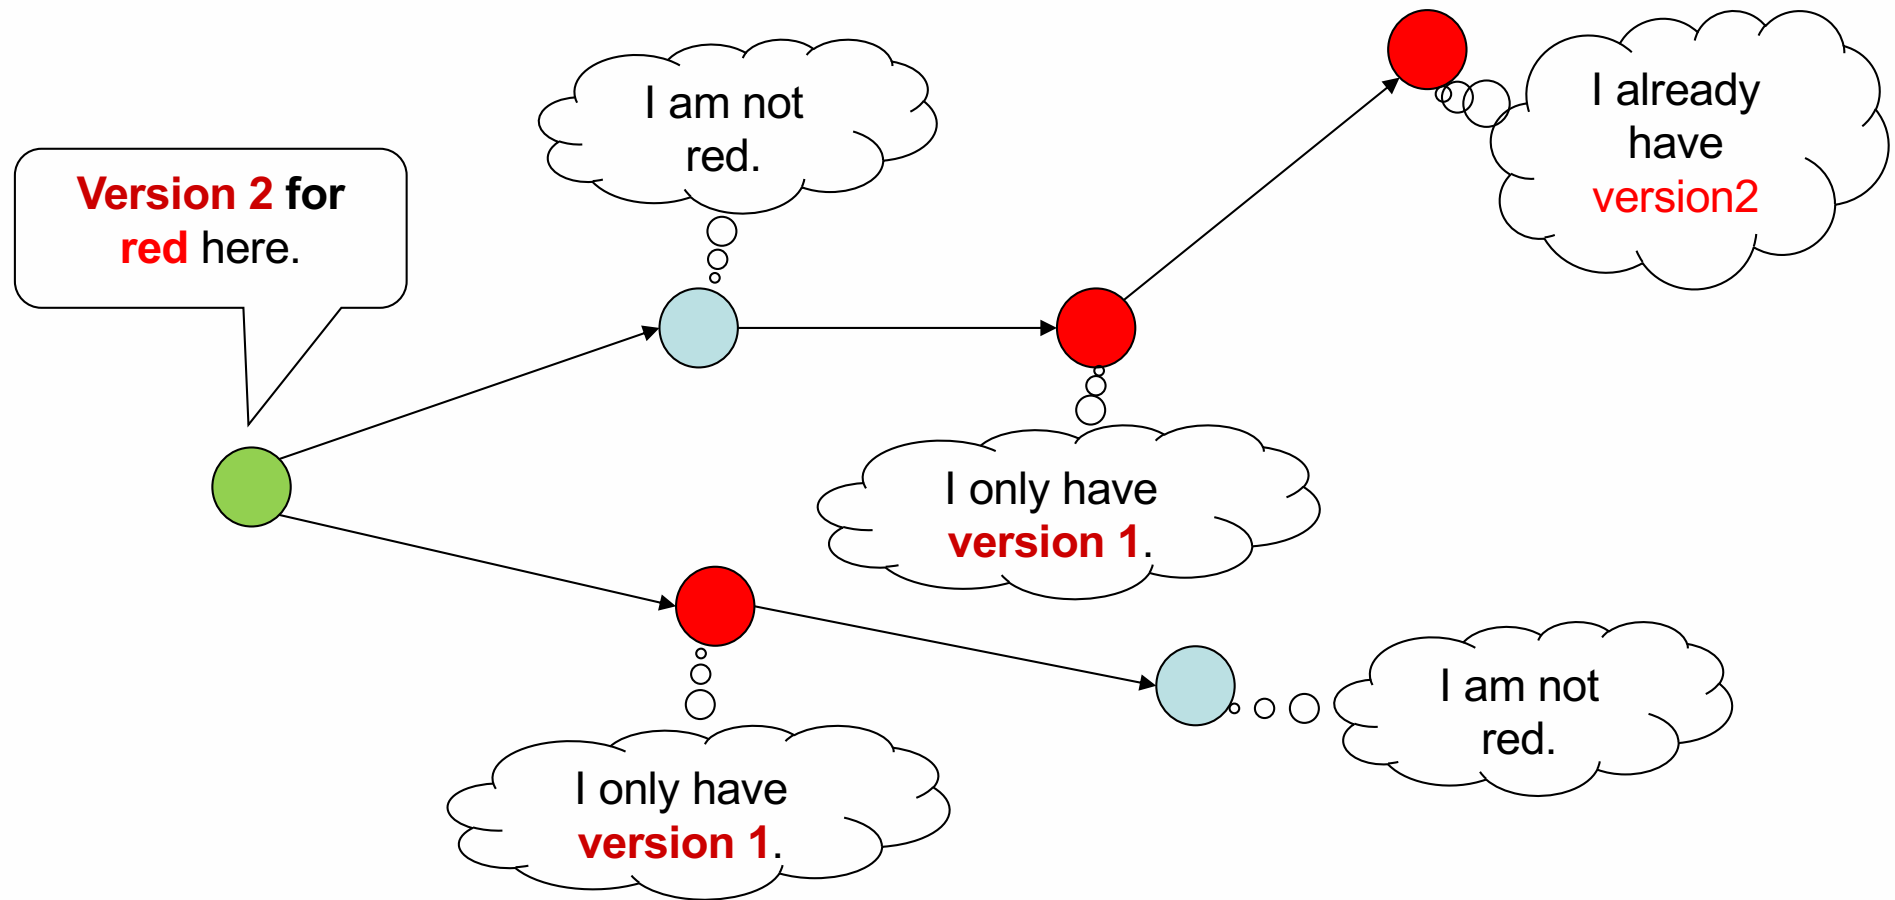 I am not
red.
I already
have
version2
Version 2 for
red here.
I only have
version 1.
I am not
red.
I only have
version 1.